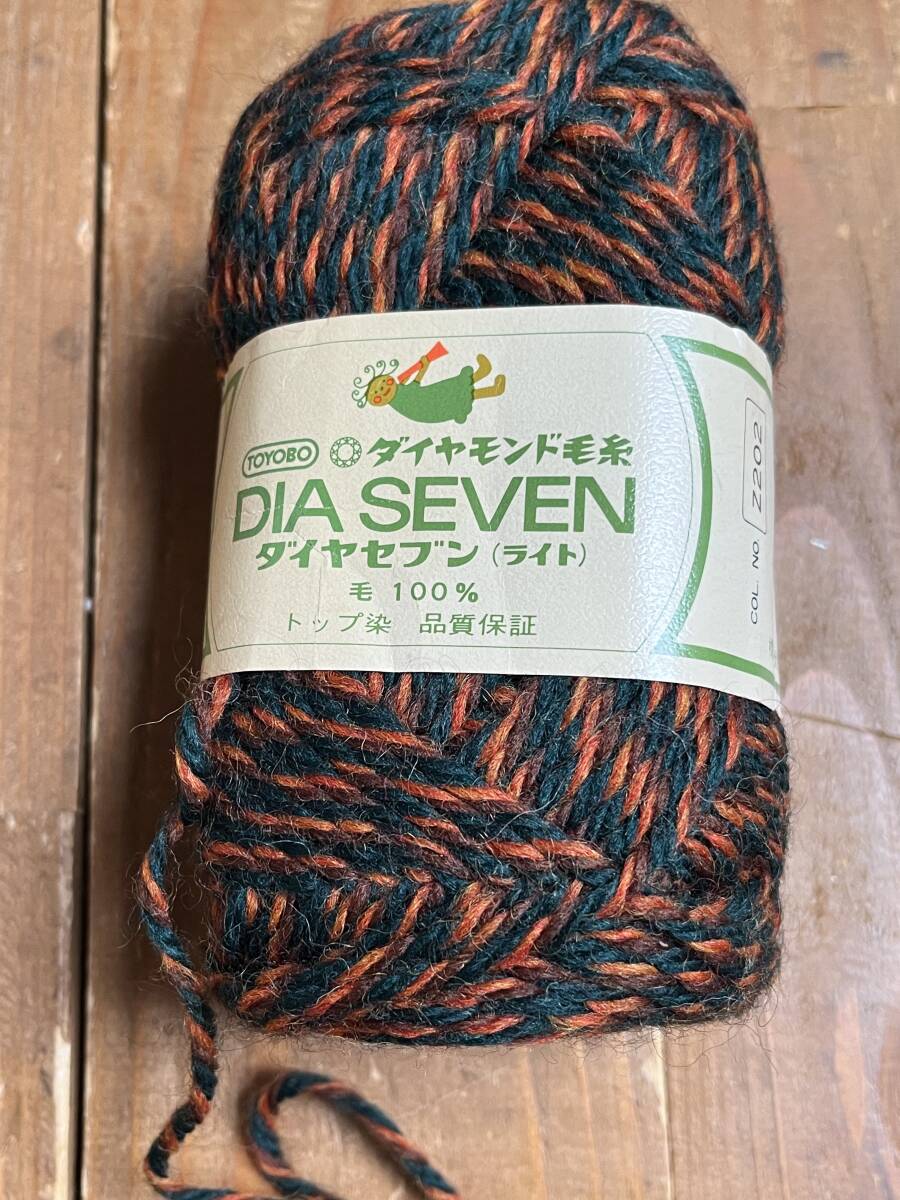 TOYOBO ダイヤモンド毛糸
DIA SEVEN
ダイヤセブン(ライト)
毛 100%
トップ染 品質保証
COL. NO. Z202